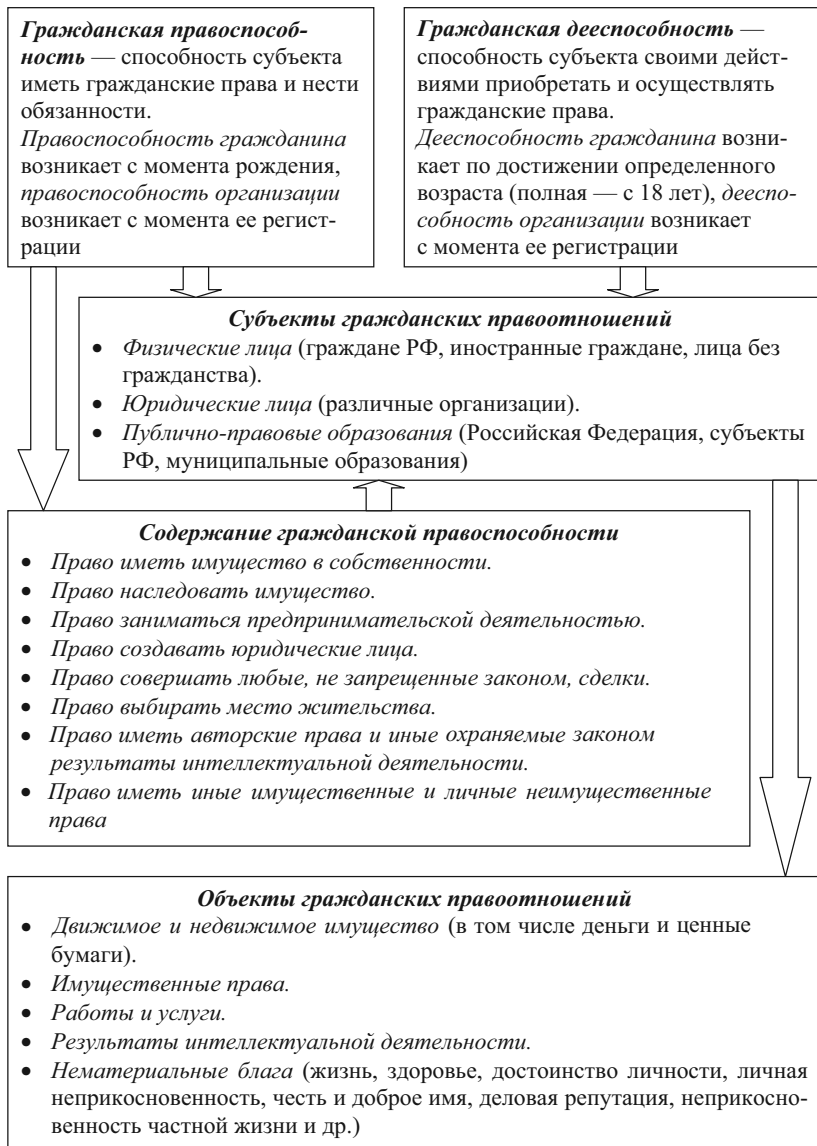 Гражданская правоспособ-
ность — способность субъекта
иметь гражданские права и нести
обязанности.
Правоспособность гражданина
возникает с момента рождения,
правоспособность организации
возникает с момента ее регист-
рации
Гражданская дееспособность —
способность субъекта своими дейст-
виями приобретать и осуществлять
гражданские права.
Дееспособность гражданина возни-
кает по достижении определенного
возраста (полная — с 18 лет), дееспо-
собность организации возникает
с момента ее регистрации
Субъекты гражданских правоотношений
• Физические лица (граждане РФ, иностранные граждане, лица без
гражданства).
• Юридические лица (различные организации).
• Публично-правовые образования (Российская Федерация, субъекты
РФ, муниципальные образования)
Содержание гражданской правоспособности
• Право иметь имущество в собственности.
• Право наследовать имущество.
• Право заниматься предпринимательской деятельностью.
• Право создавать юридические лица.
• Право совершать любые, не запрещенные законом, сделки.
• Право выбирать место жительства.
• Право иметь авторские права и иные охраняемые законом
результаты интеллектуальной деятельности.
• Право иметь иные имущественные и личные неимущественные
права
Объекты гражданских правоотношений
• Движимое и недвижимое имущество (в том числе деньги и ценные
бумаги).
• Имущественные права.
• Работы и услуги.
• Результаты интеллектуальной деятельности.
• Нематериальные блага (жизнь, здоровье, достоинство личности, личная
неприкосновенность, честь и доброе имя, деловая репутация, неприкосно-
венность частной жизни и др.)